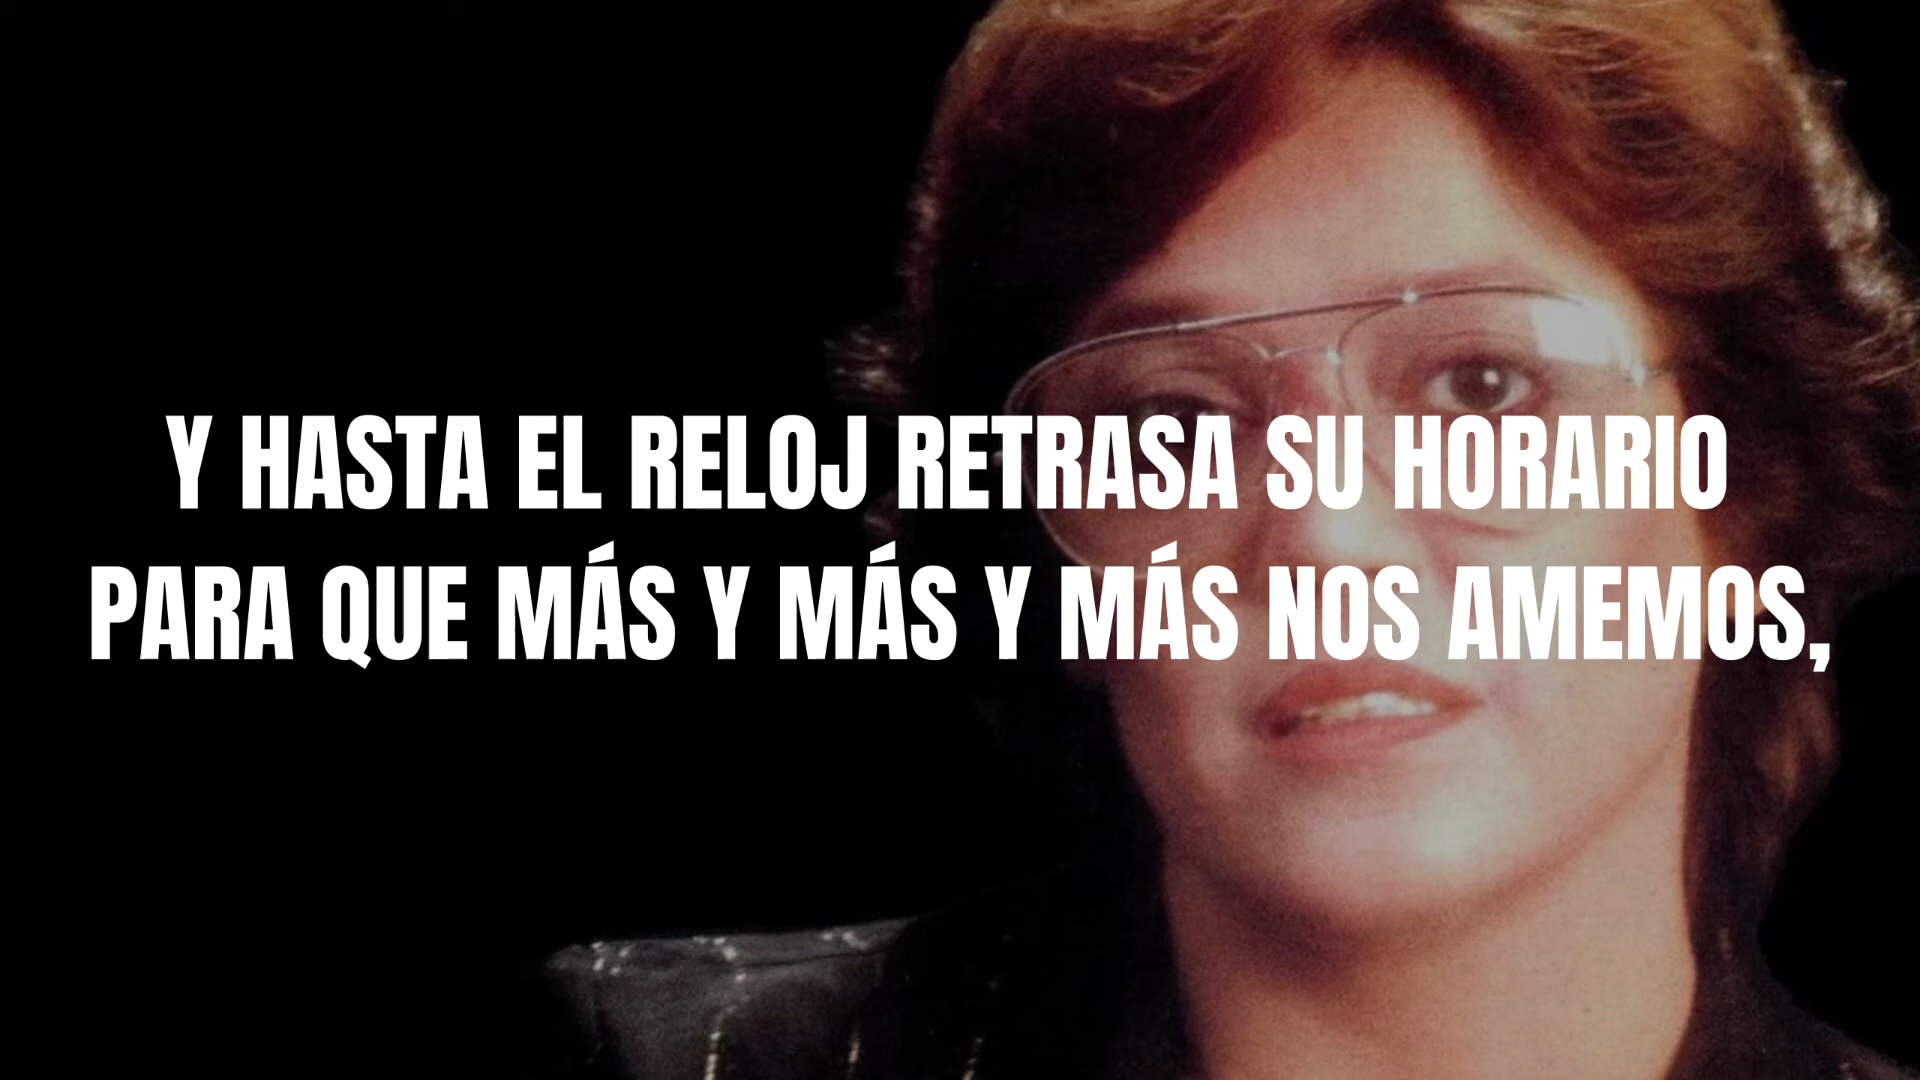 Y HASTA EL RELOJ RETRASA SU HORARIO
PARA QUE MÁS Y MÁS Y MÁS NOS AMEMOS,